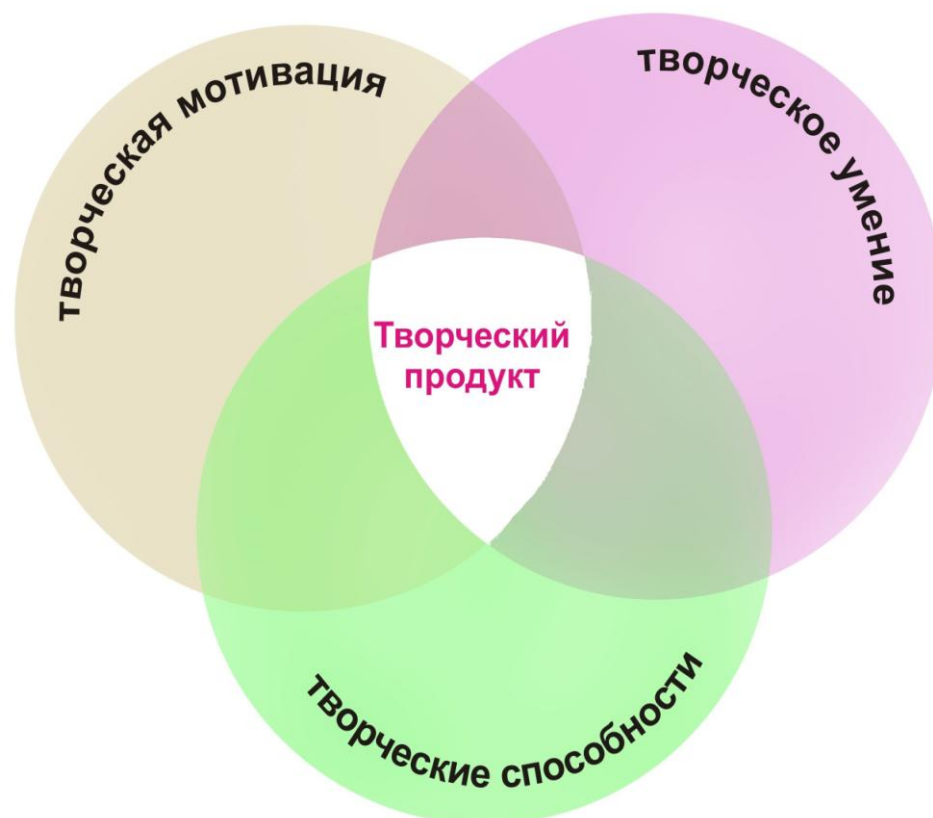 творческая мотивация
творческое умение
Творческий
продукт
творческие способности